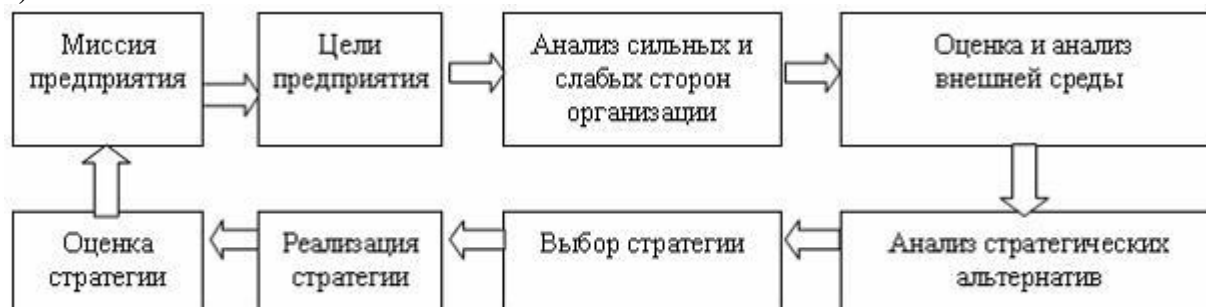 )
Миссия
предприятия
Цели
предприятия
Анализ сильных и
слабых сторон
организации
Оценка и анализ
внешней среды
Оценка
стратегии
Реализация
стратегии
Выбор стратегии
Анализ стратегических
альтернатив